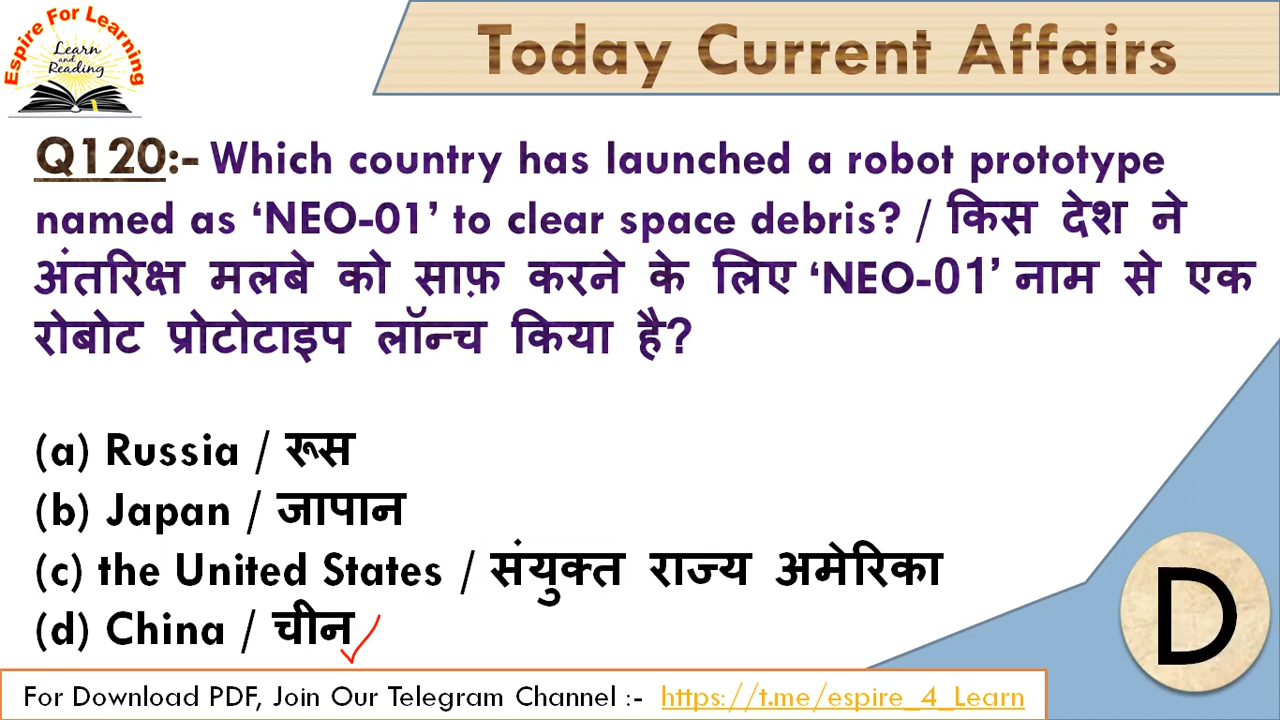 Espire For Learning
Learn
and
Reading
Today Current Affairs
Q120:- Which country has launched a robot prototype
named as ‘NEO-01’ to clear space debris? / किस देश ने
अंतरिक्ष मलबे को साफ़ करने के लिए ‘NEO-01’ नाम से एक
रोबोट प्रोटोटाइप लॉन्च किया है?
(a) Russia / रूस
(b) Japan / जापान
(c) the United States / संयुक्त राज्य अमेरिका
(d) China / चीन
D
For Download PDF, Join Our Telegram Channel :- https://t.me/espire_4_Learn